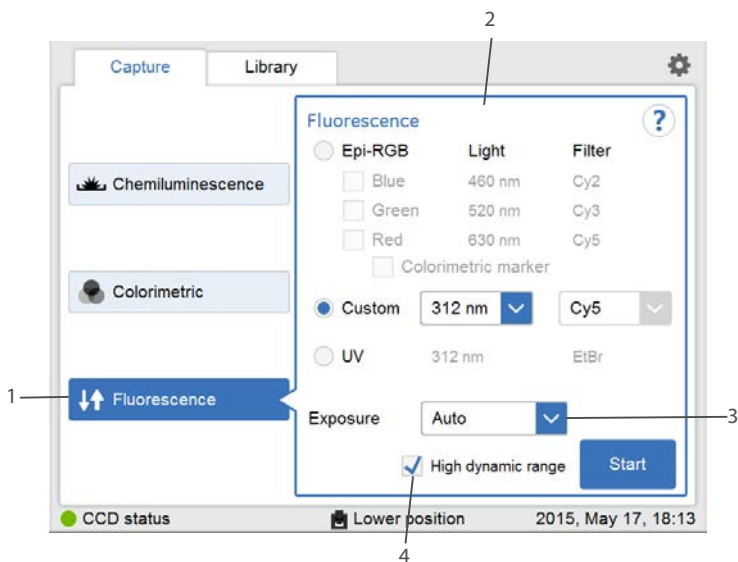 2
Capture Library
Fluorescence ?
Epi-RGB Light Filter
Blue 460 nm Cy2
Chemiluminescence
Green 520 nm Cy3
Red 630 nm Cy5
Colorimetric marker
Colorimetric
Custom 312 nm Cy5
UV 312 nm EtBr
1 Fluorescence
Exposure Auto 3
High dynamic range Start
CCD status Lower position 2015, May 17, 18:13
4